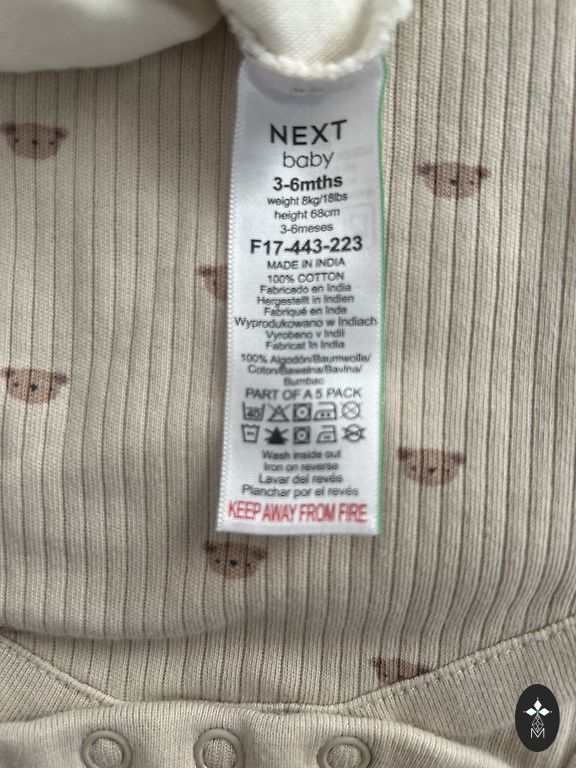 NEXT
baby
3-6mths
weight 8kg/18lbs
height 68cm
3-6meses
F17-443-223
MADE IN INDIA
100% COTTON
Fabricado en India
Hergestellt in Indien
Fabriqué en Inde
Wyprodukowano w Indiach
Vyrobeno v Indii
Fabricat în India
100% Algodón/Baumwolle/
Coton/Bawełna/Bavlna/
Bumbac
PART OF A 5 PACK
40
Wash inside out
Iron on reverse
Lavar del revés
Planchar por el revés
KEEP AWAY FROM FIRE